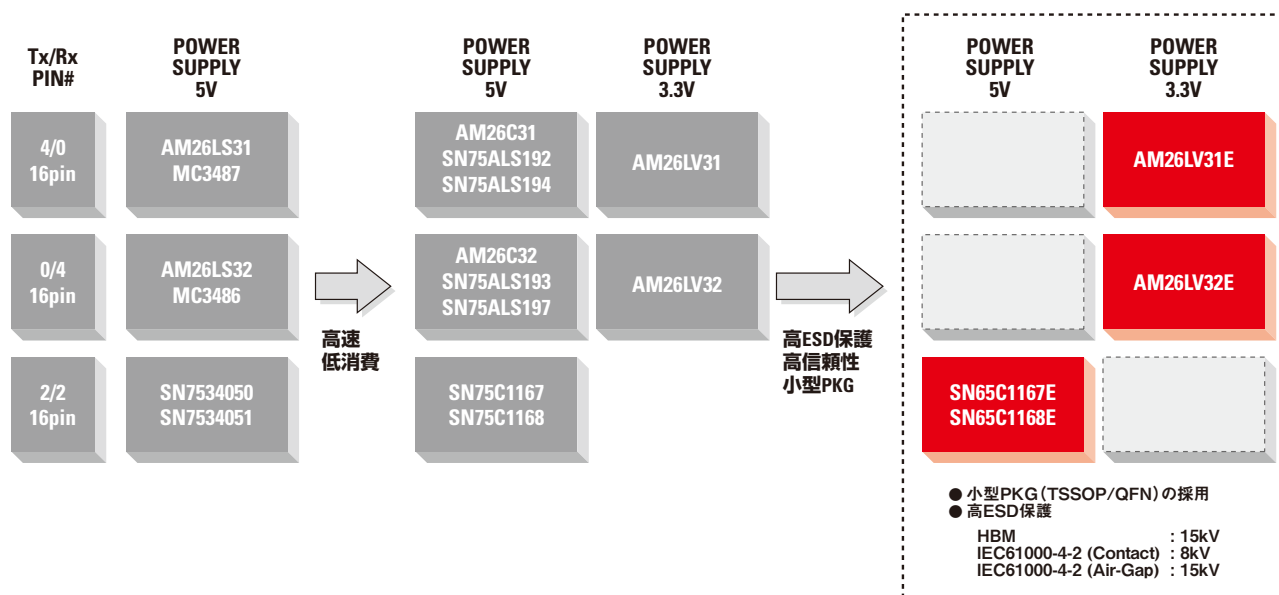 Tx/Rx
PIN#
POWER
SUPPLY
5V
POWER
SUPPLY
5V
POWER
SUPPLY
3.3V
POWER
SUPPLY
5V
POWER
SUPPLY
3.3V
4/0
16pin
AM26LS31
MC3487
AM26C31
SN75ALS192
SN75ALS194
AM26LV31
AM26LV31E
0/4
16pin
AM26LS32
MC3486
高速
低消費
AM26C32
SN75ALS193
SN75ALS197
AM26LV32
高ESD保護
高信頼性
小型PKG
AM26LV32E
2/2
16pin
SN7534050
SN7534051
SN75C1167
SN75C1168
SN65C1167E
SN65C1168E
● 小型PKG（TSSOP/QFN）の採用
● 高ESD保護
HBM : 15kV
IEC61000-4-2 (Contact) : 8kV
IEC61000-4-2 (Air-Gap) : 15kV